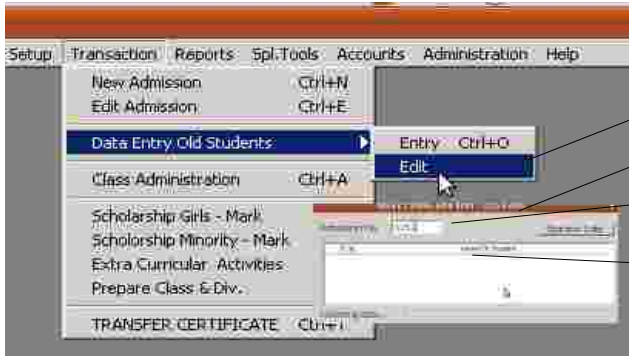 Setup Transaction Reports Spl.Tools Accounts Administration Help
New Admission Ctrl+N
Edit Admission Ctrl+E
Data Entry Old Students
Entry Ctrl+O
Edit
Class Administration Ctrl+A
Scholarship Girls - Mark
Scholorship Minority - Mark
Extra Curricular Activities
Prepare Class & Div.
TRANSFER CERTIFICATE